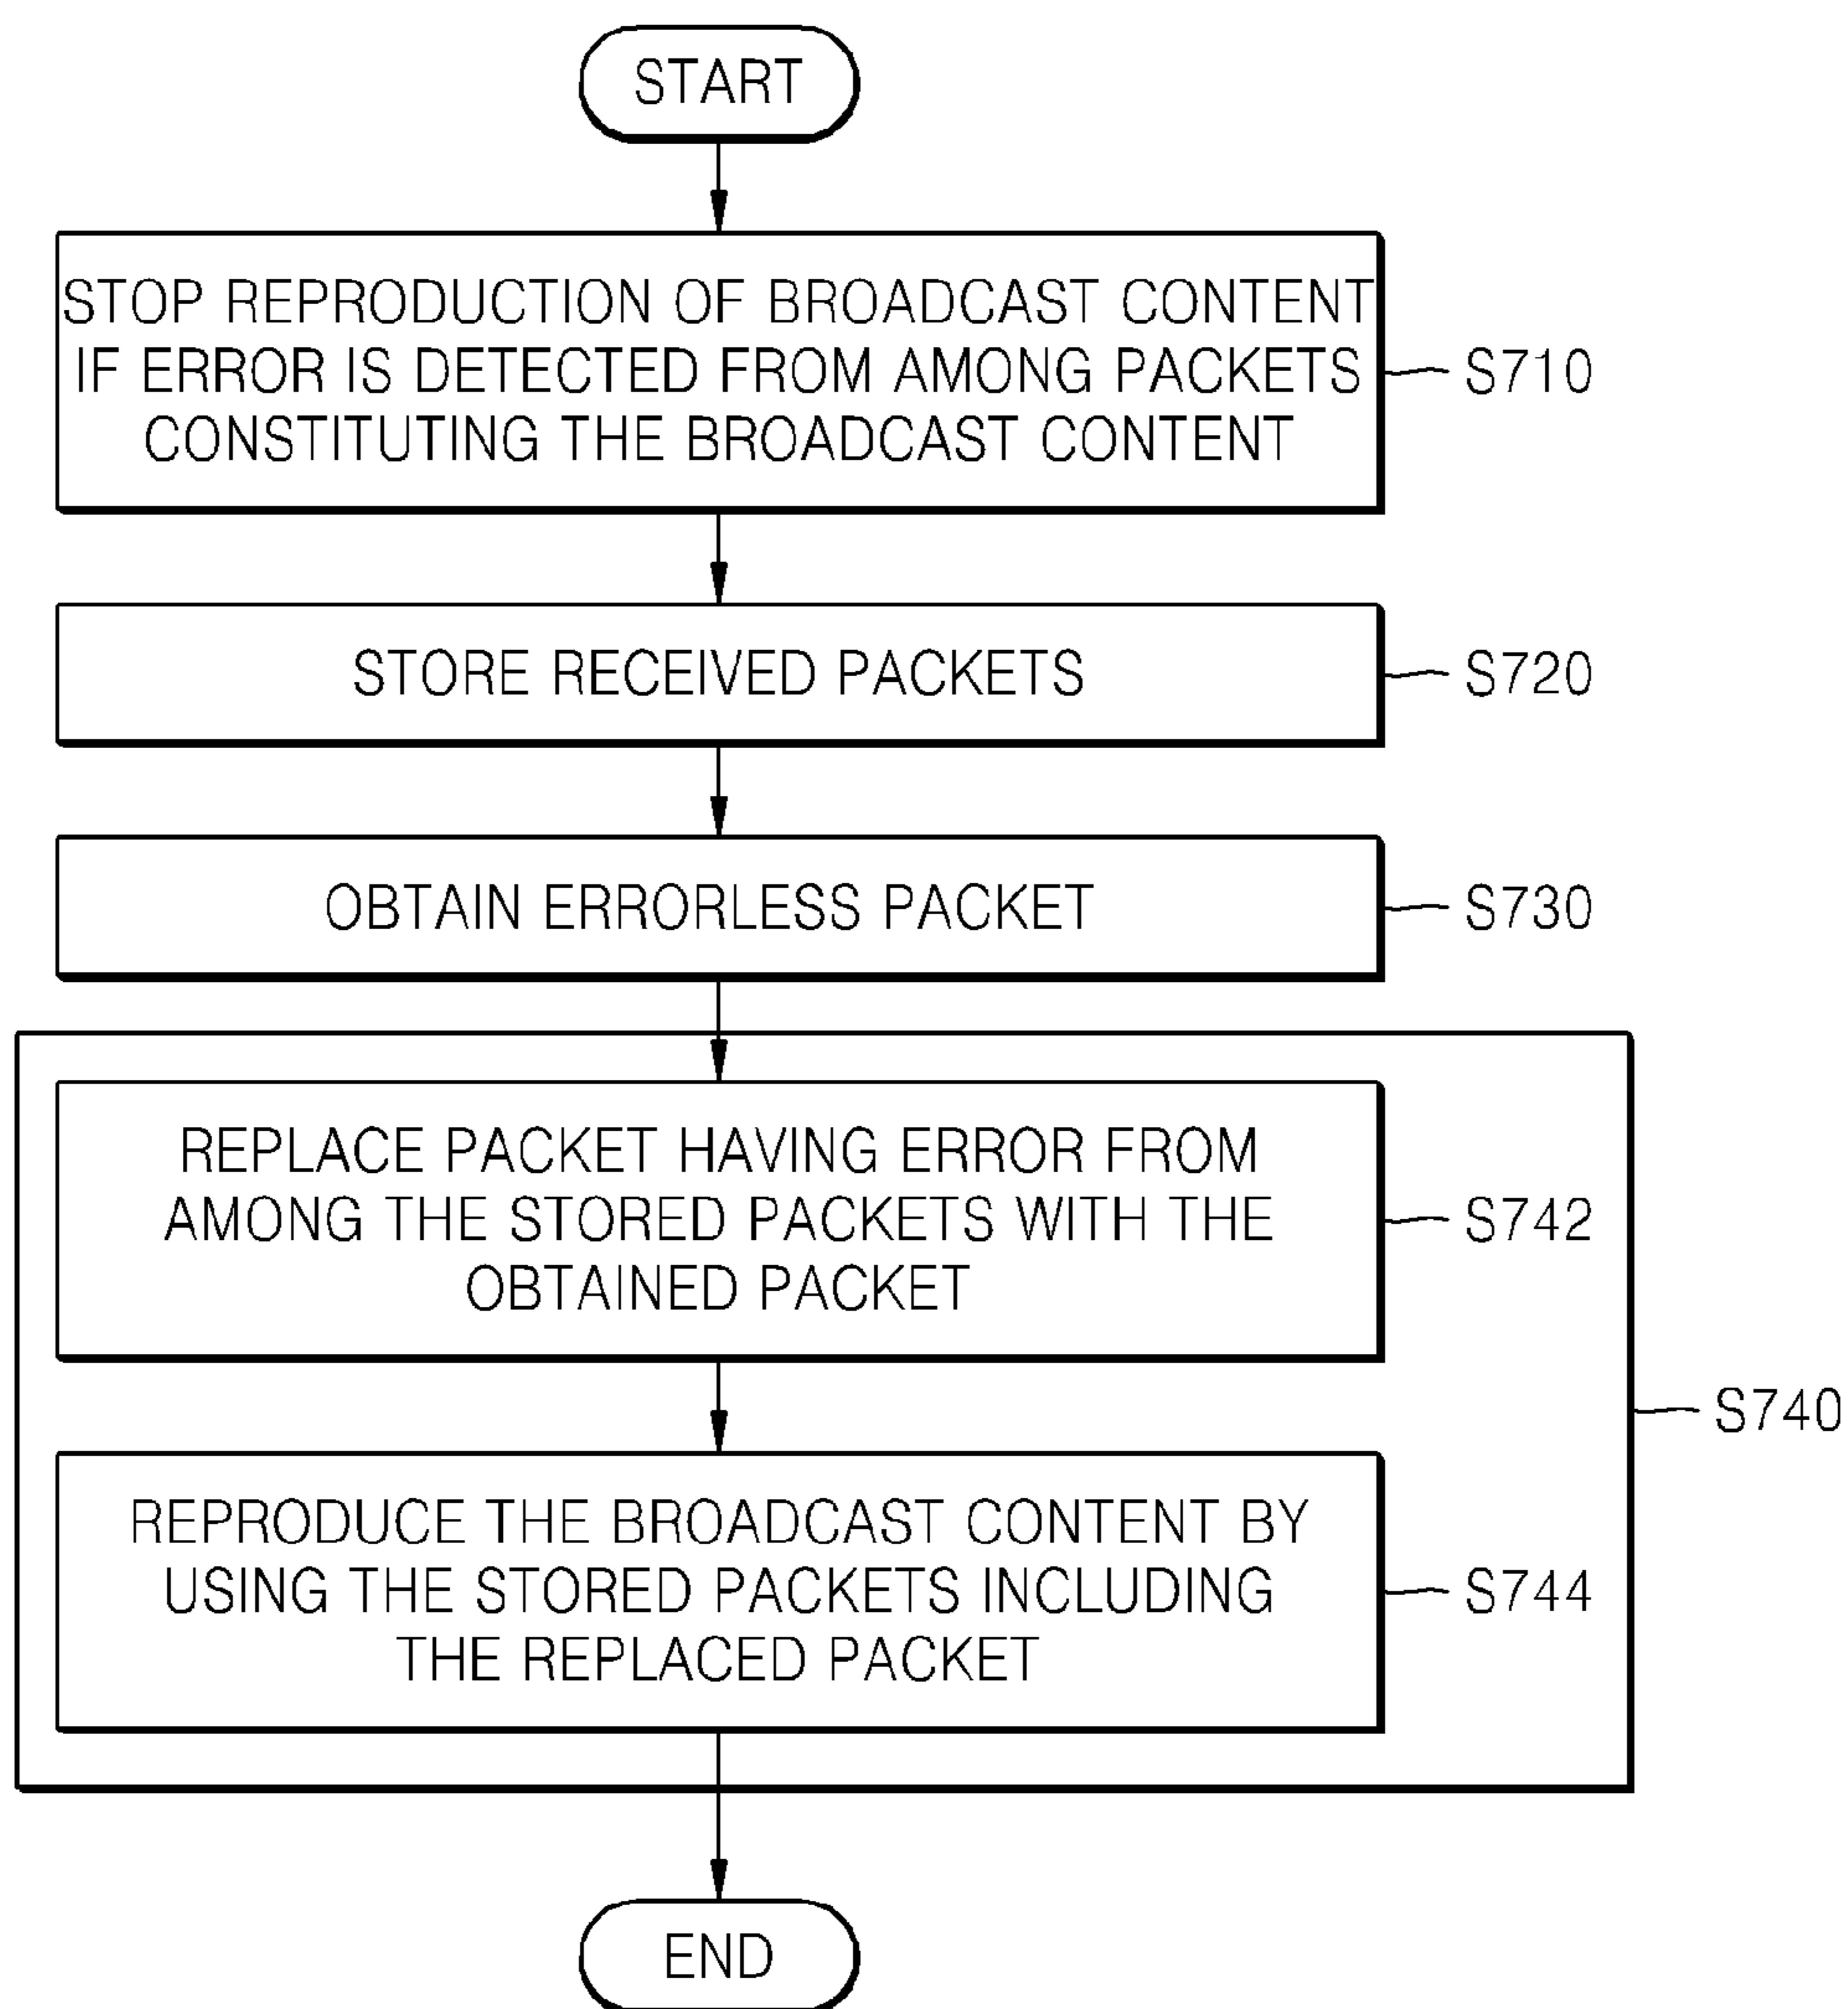 START
STOP REPRODUCTION OF BROADCAST CONTENT
IF ERROR IS DETECTED FROM AMONG PACKETS
CONSTITUTING THE BROADCAST CONTENT
S710
STORE RECEIVED PACKETS
S720
OBTAIN ERRORLESS PACKET
S730
REPLACE PACKET HAVING ERROR FROM
AMONG THE STORED PACKETS WITH THE
OBTAINED PACKET
S742
S740
REPRODUCE THE BROADCAST CONTENT BY
USING THE STORED PACKETS INCLUDING
THE REPLACED PACKET
S744
END